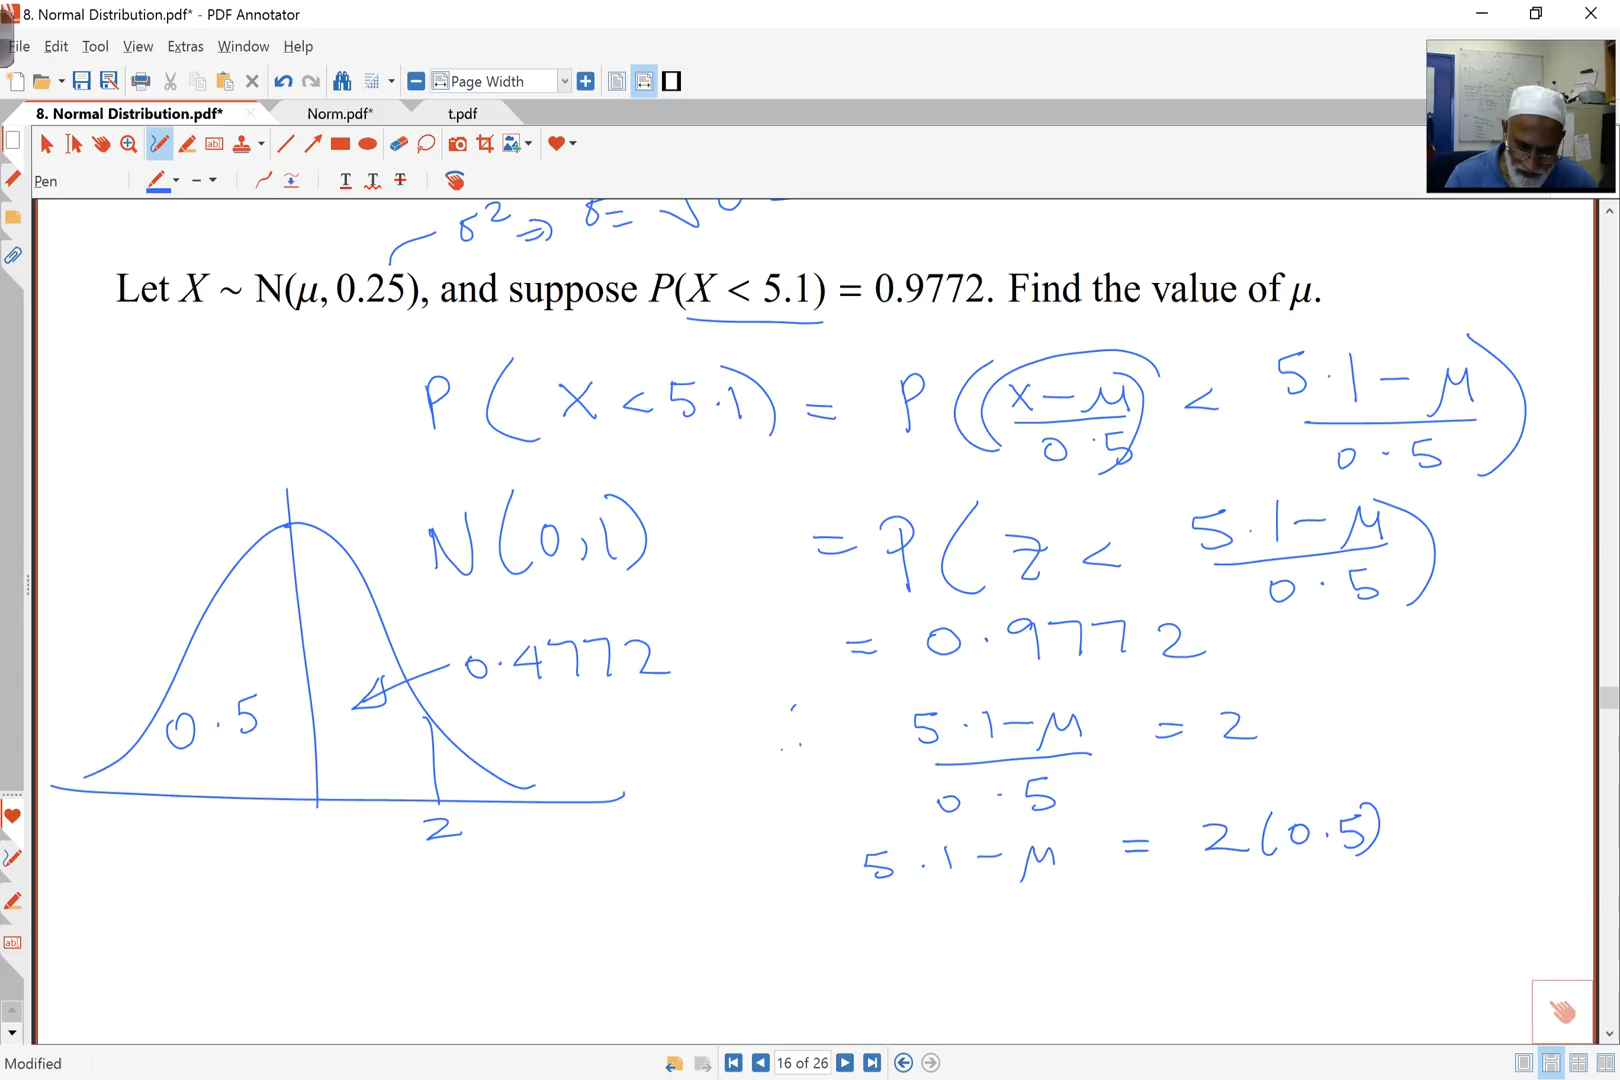 8. Normal Distribution.pdf* - PDF Annotator
File Edit Tool View Extras Window Help
Page Width
8. Normal Distribution.pdf* Norm.pdf* t.pdf
Pen
σ² ⇒ σ = √0
Let X ~ N(μ, 0.25), and suppose P(X < 5.1) = 0.9772. Find the value of μ.
P ( X < 5.1 ) = P ( (X − μ)/0.5 < (5.1 − μ)/0.5 )
N(0,1) = P ( Z < (5.1 − μ)/0.5 )
0.4772 = 0.9772
0.5
∴ (5.1 − μ)/0.5 = 2
2
5.1 − μ = 2(0.5)
Modified 16 of 26